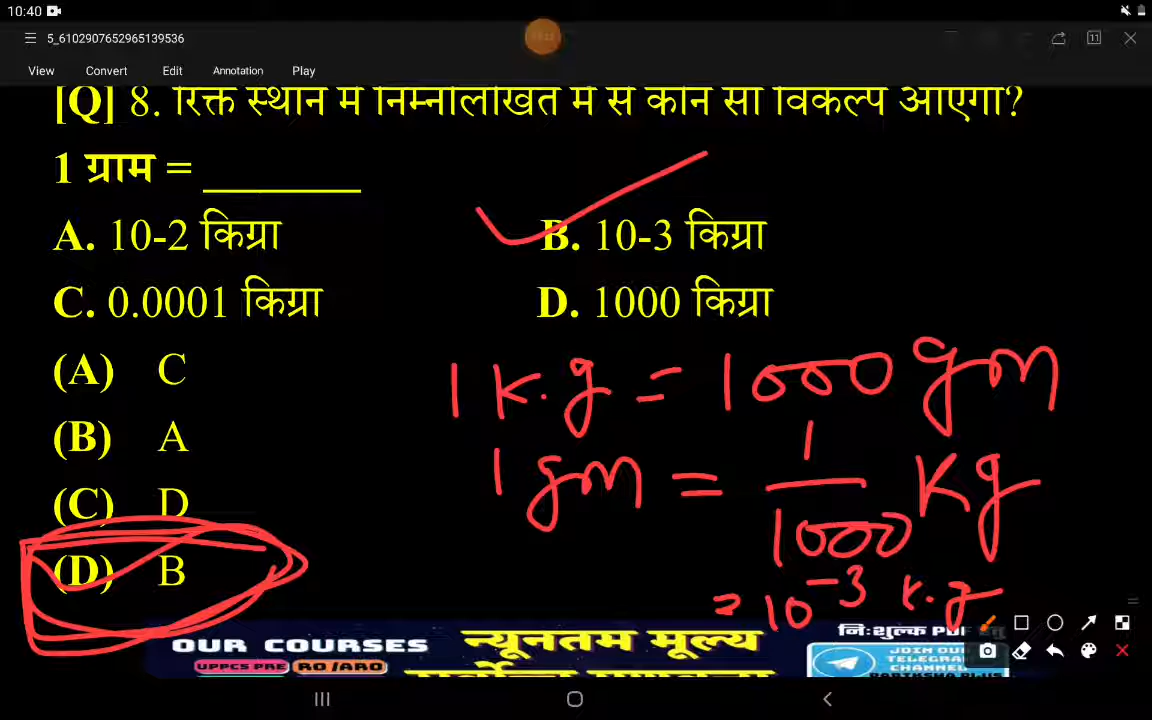 10:40
5_6102907652965139536
11
View Convert Edit Annotation Play
[Q] 8. रिक्त स्थान में निम्नलिखित में से कौन सा विकल्प आएगा?
1 ग्राम = _______
A. 10-2 किग्रा B. 10-3 किग्रा
C. 0.0001 किग्रा D. 1000 किग्रा
(A) C
(B) A
(C) D
(D) B
1 k.g = 1000 gm
1 gm = 1/1000 kg
= 10⁻³ k.g
OUR COURSES न्यूनतम मूल्य नि:शुल्क PDF
UPPCS PRE RO/ARO JOIN OUR
TELEGRAM
CHANNEL